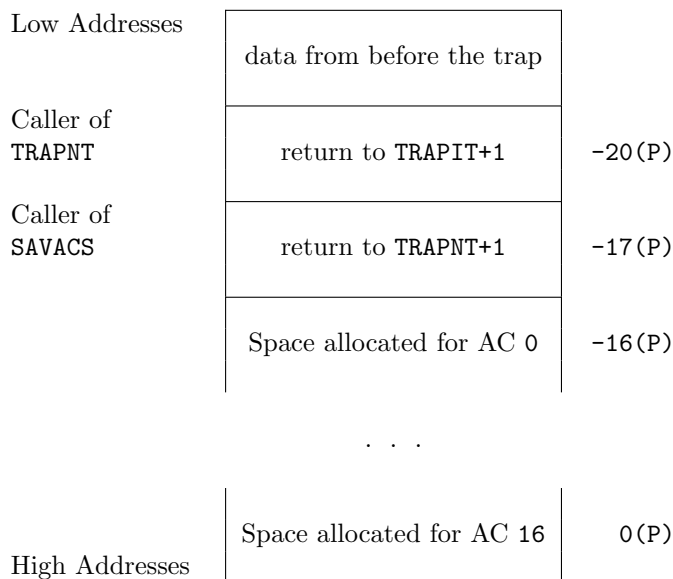 Low Addresses
data from before the trap
Caller of
TRAPNT return to TRAPIT+1 -20(P)
Caller of
SAVACS return to TRAPNT+1 -17(P)
Space allocated for AC 0 -16(P)
. . .
Space allocated for AC 16 0(P)
High Addresses